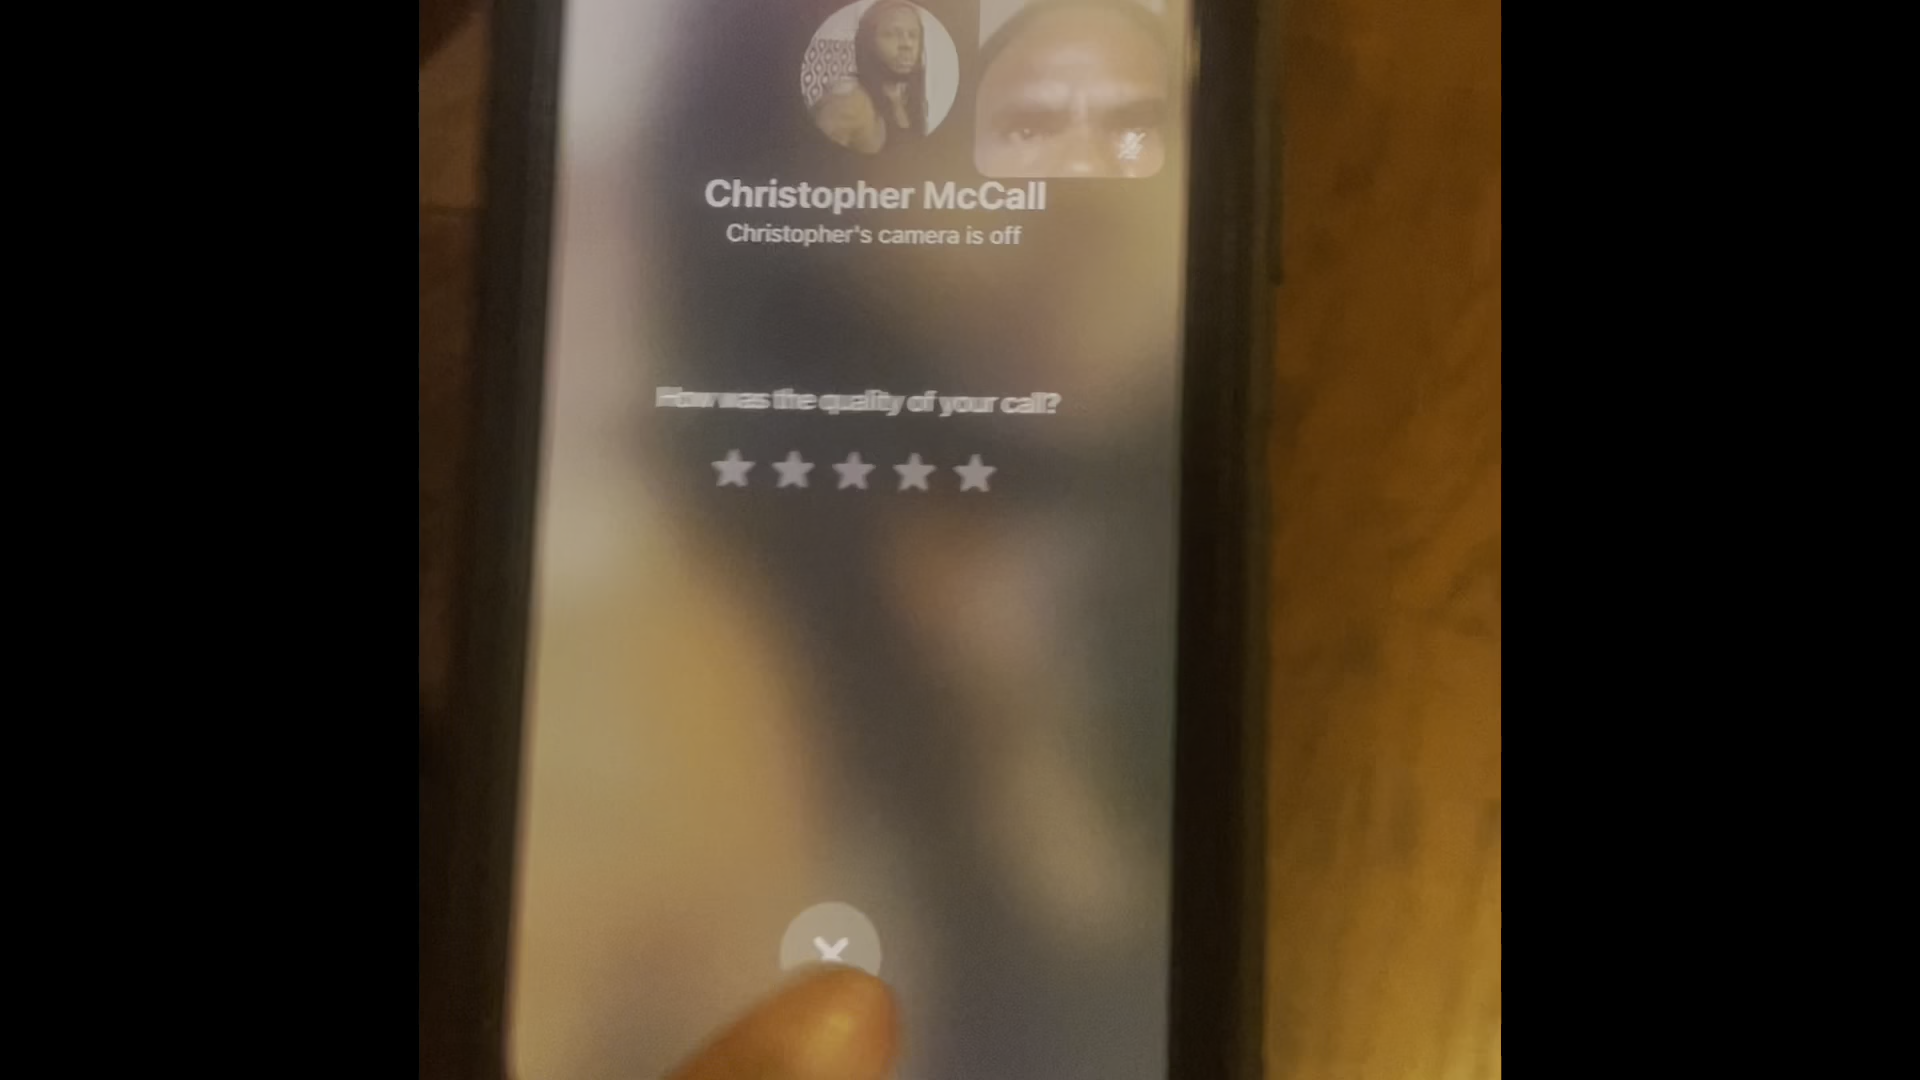 Christopher McCall
Christopher's camera is off
How was the quality of your call?